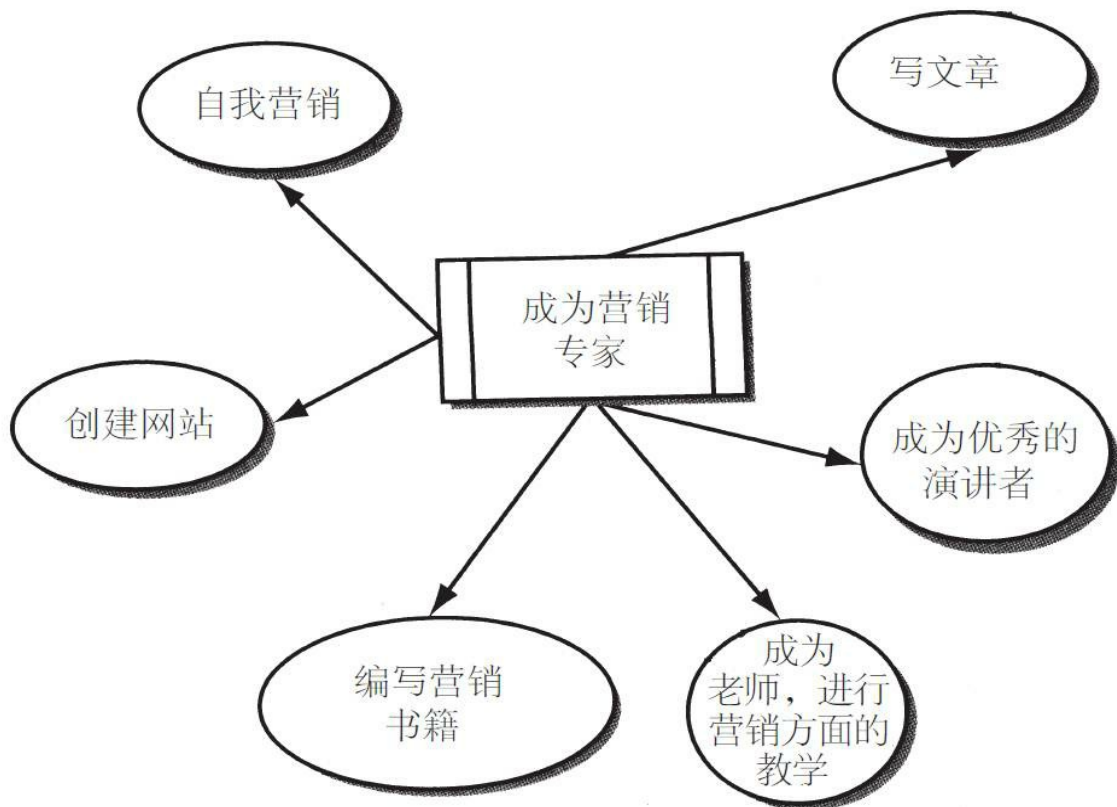 自我营销
写文章
成为营销
专家
创建网站
成为优秀的
演讲者
编写营销
书籍
成为
老师，进行
营销方面的
教学